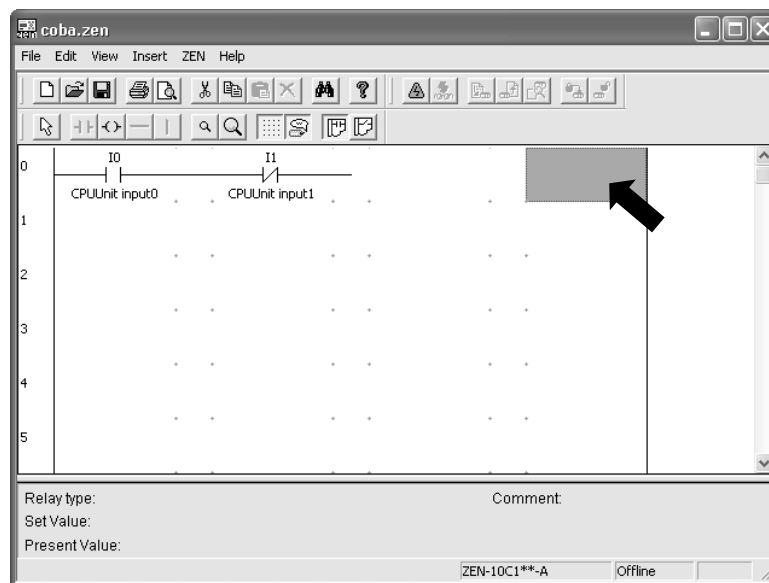 coba.zen
File Edit View Insert ZEN Help
0
I0 I1
CPUUnit input0 CPUUnit input1
1
2
3
4
5
Relay type: Comment:
Set Value:
Present Value:
ZEN-10C1**-A Offline